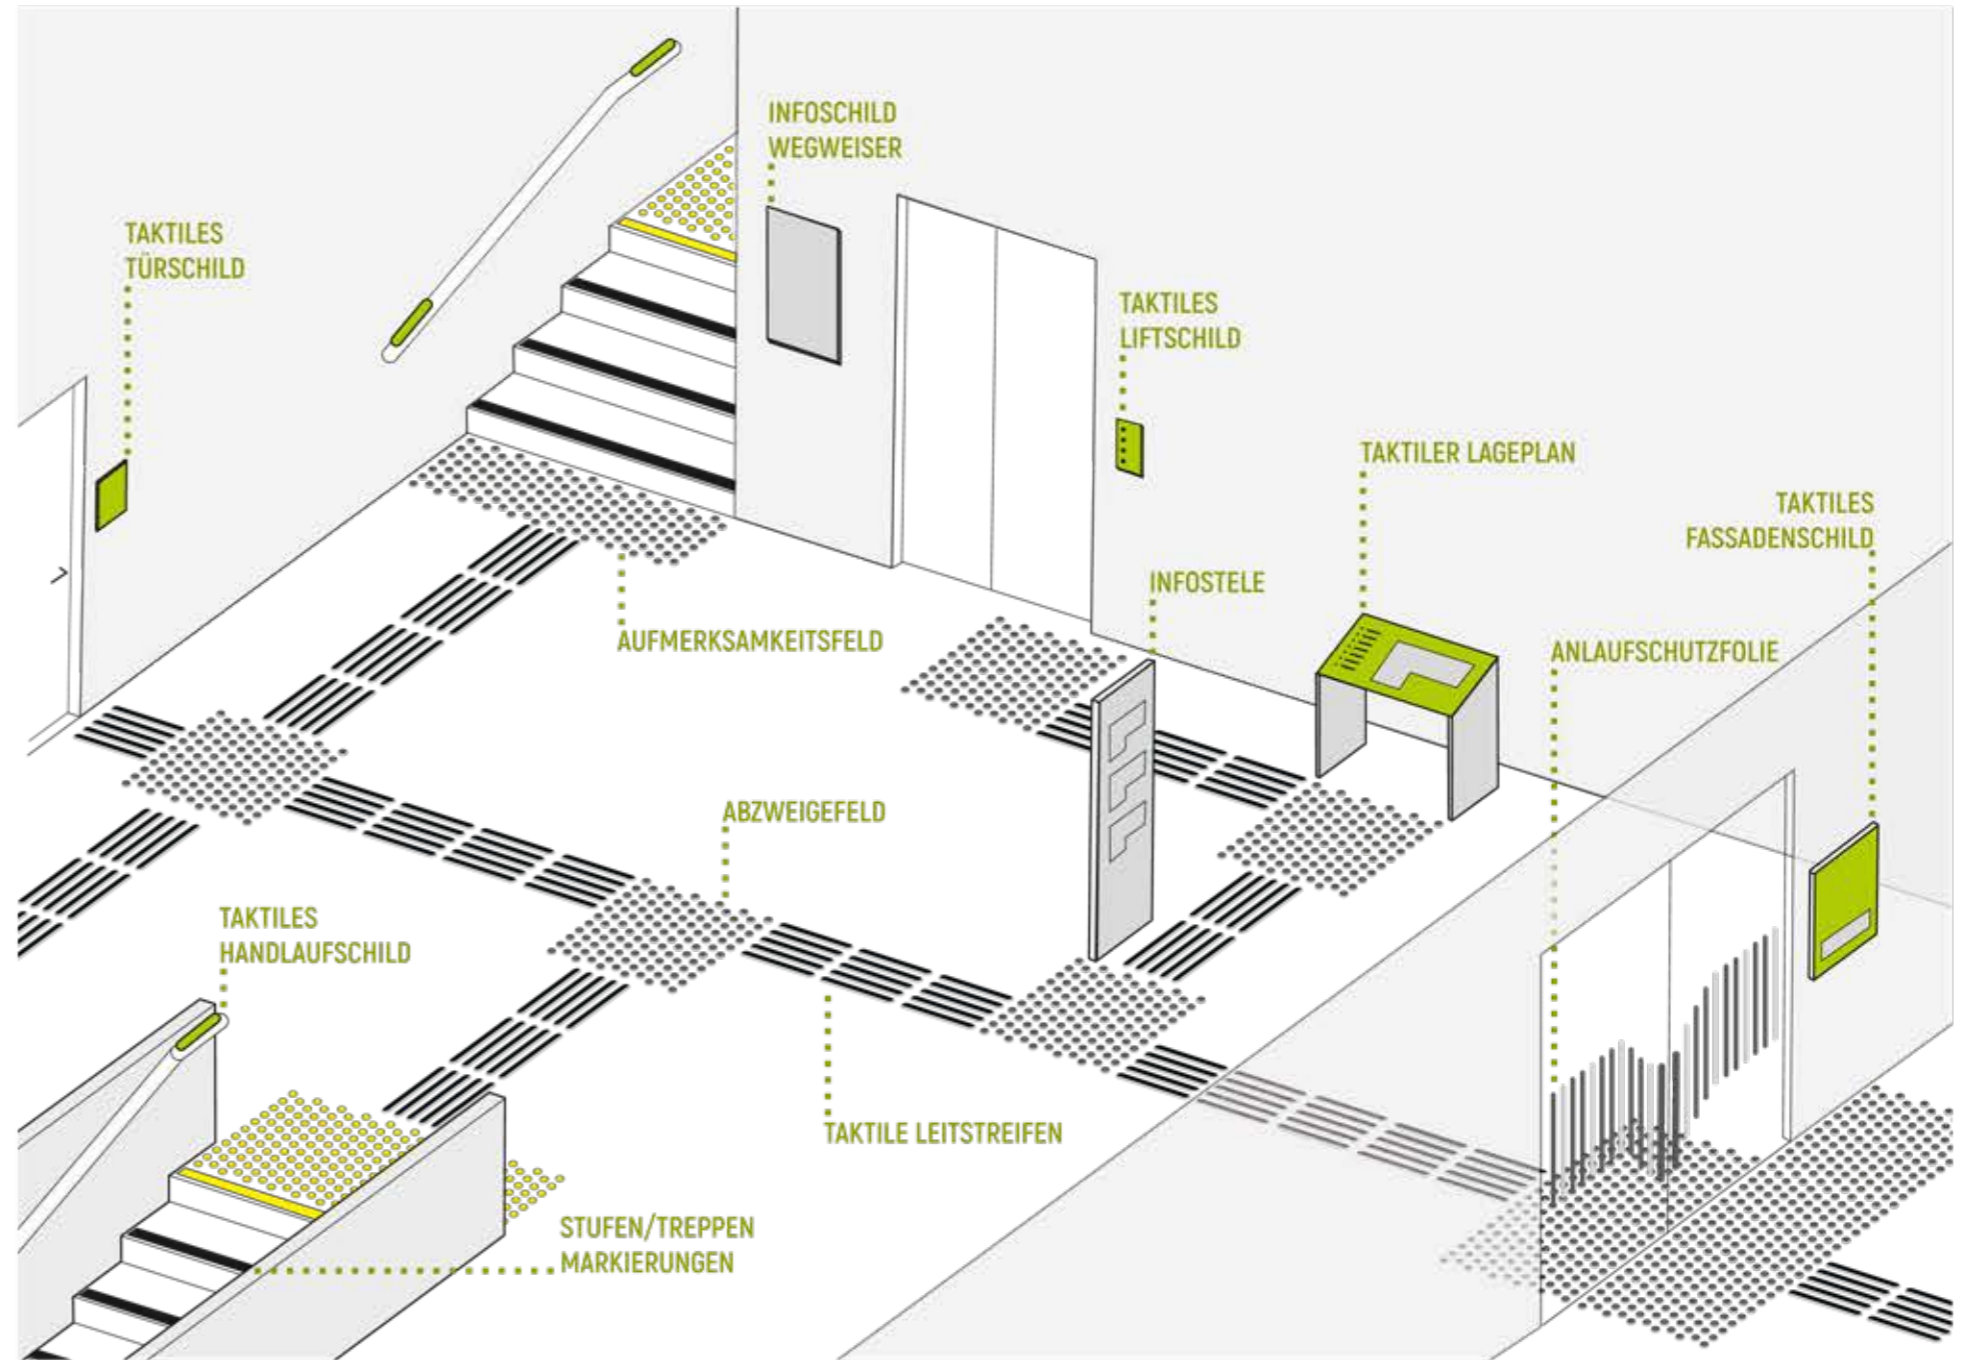 INFOSCHILD
WEGWEISER
TAKTILES
TÜRSCHILD
TAKTILES
LIFTSCHILD
TAKTILER LAGEPLAN
TAKTILES
FASSADENSCHILD
INFOSTELE
AUFMERKSAMKEITSFELD
ANLAUFSCHUTZFOLIE
ABZWEIGEFELD
TAKTILES
HANDLAUFSCHILD
TAKTILE LEITSTREIFEN
STUFEN/TREPPEN
MARKIERUNGEN